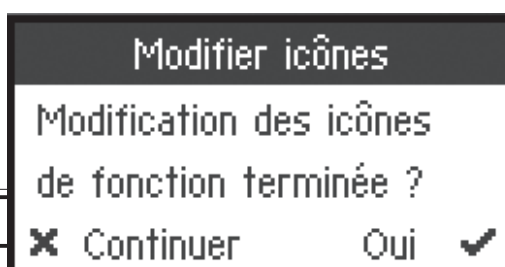 Modifier icônes
Modification des icônes
de fonction terminée ?
✖ Continuer Oui ✔